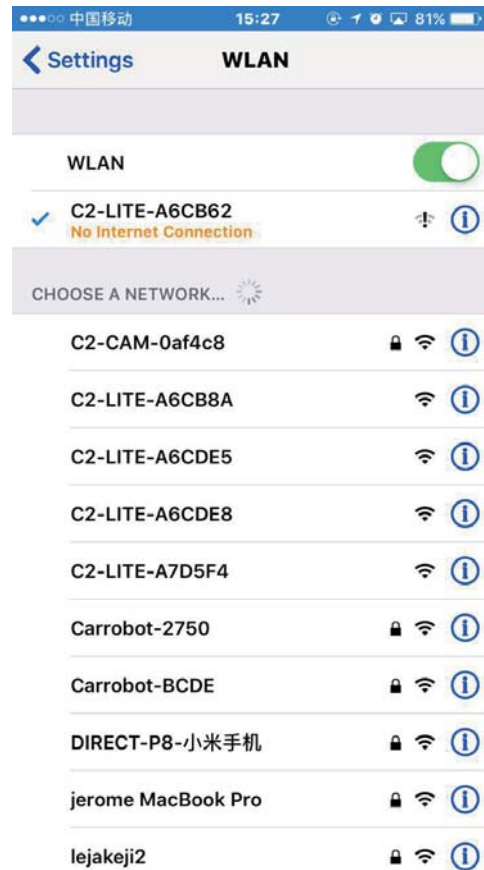 中国移动 15:27 81%
Settings WLAN
WLAN
C2-LITE-A6CB62
No Internet Connection
CHOOSE A NETWORK...
C2-CAM-0af4c8
C2-LITE-A6CB8A
C2-LITE-A6CDE5
C2-LITE-A6CDE8
C2-LITE-A7D5F4
Carrobot-2750
Carrobot-BCDE
DIRECT-P8-小米手机
jerome MacBook Pro
lejakeji2